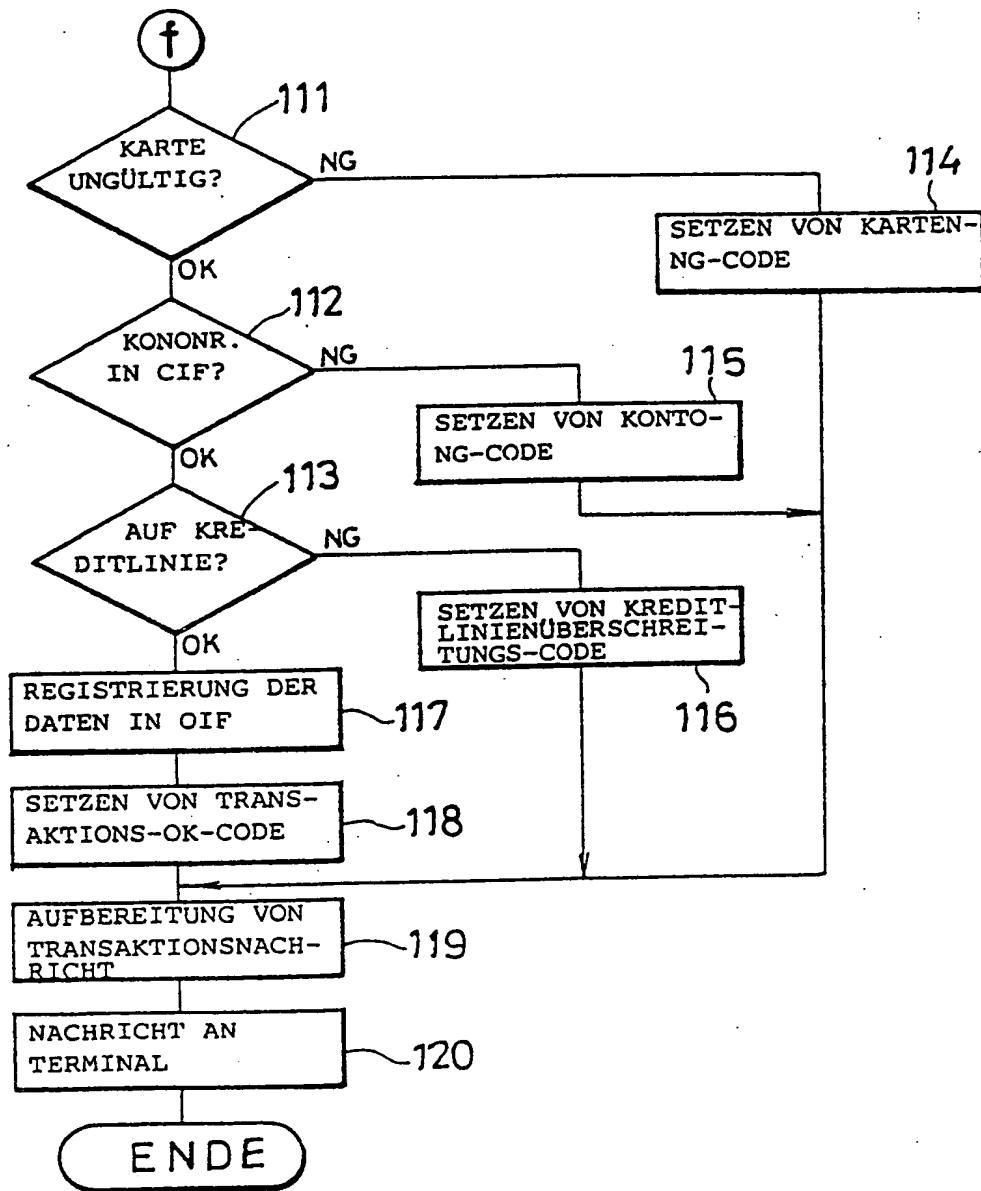 f
111
KARTE
UNGÜLTIG?
NG
OK
114
SETZEN VON KARTEN-
NG-CODE
112
KONONR.
IN CIF?
NG
OK
115
SETZEN VON KONTO-
NG-CODE
113
AUF KRE-
DITLINIE?
NG
OK
SETZEN VON KREDIT-
LINIENÜBERSCHREI-
TUNGS-CODE
116
REGISTRIERUNG DER
DATEN IN OIF
117
SETZEN VON TRANS-
AKTIONS-OK-CODE
118
AUFBEREITUNG VON
TRANSAKTIONSNACH-
RICHT
119
NACHRICHT AN
TERMINAL
120
ENDE